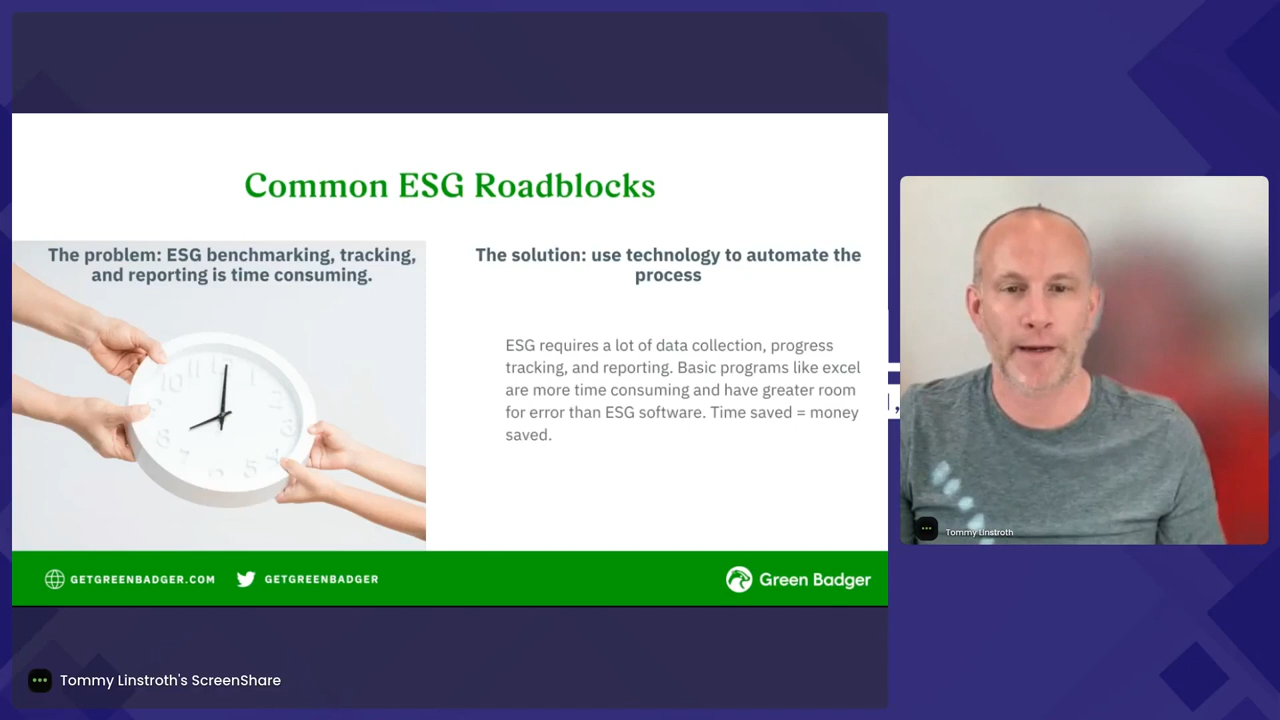 Common ESG Roadblocks
The problem: ESG benchmarking, tracking,
and reporting is time consuming.
The solution: use technology to automate the
process
ESG requires a lot of data collection, progress
tracking, and reporting. Basic programs like excel
are more time consuming and have greater room
for error than ESG software. Time saved = money
saved.
GETGREENBADGER.COM
GETGREENBADGER
Green Badger
Tommy Linstroth
Tommy Linstroth's ScreenShare